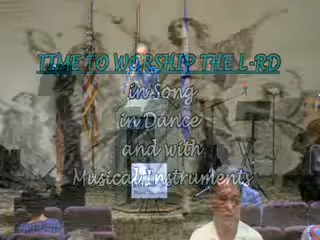 TIME TO WORSHIP THE L-RD
in Song
in Dance
and with
Musical Instruments